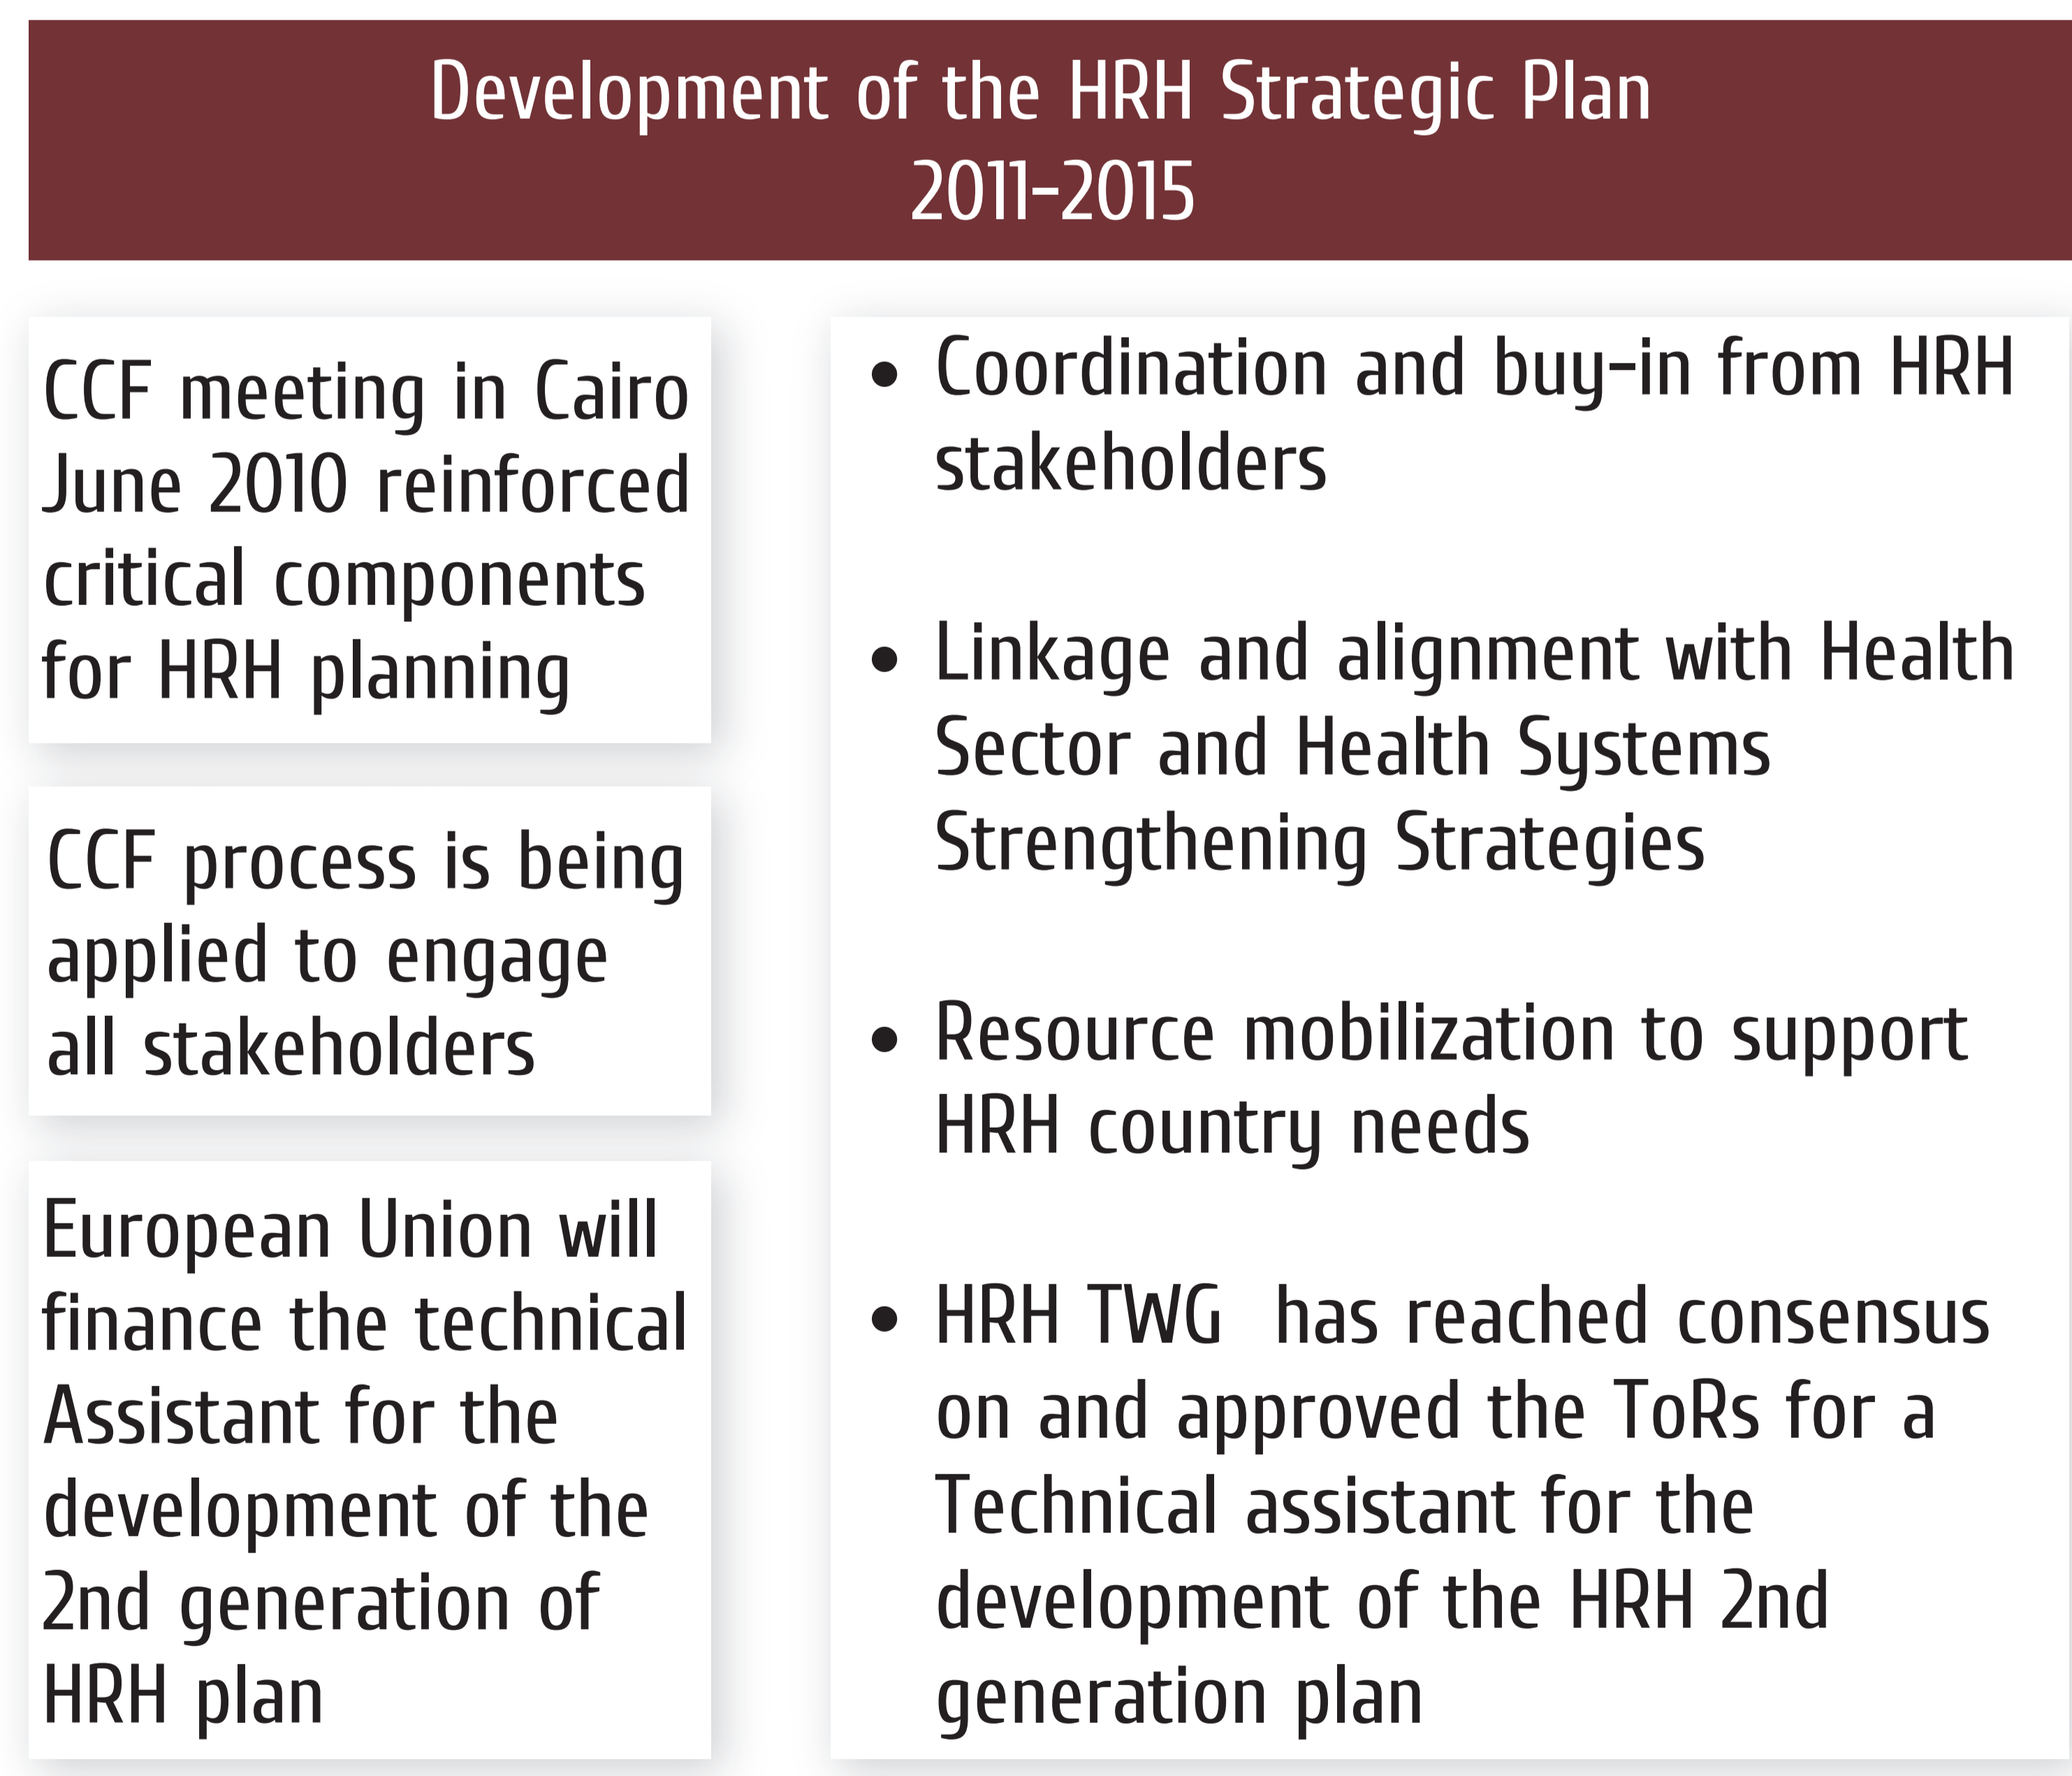 Development of the HRH Strategic Plan
2011-2015
CCF meeting in Cairo
June 2010 reinforced
critical components
for HRH planning
CCF process is being
applied to engage
all stakeholders
European Union will
finance the technical
Assistant for the
development of the
2nd generation of
HRH plan
• Coordination and buy-in from HRH
stakeholders
• Linkage and alignment with Health
Sector and Health Systems
Strengthening Strategies
• Resource mobilization to support
HRH country needs
• HRH TWG has reached consensus
on and approved the ToRs for a
Technical assistant for the
development of the HRH 2nd
generation plan